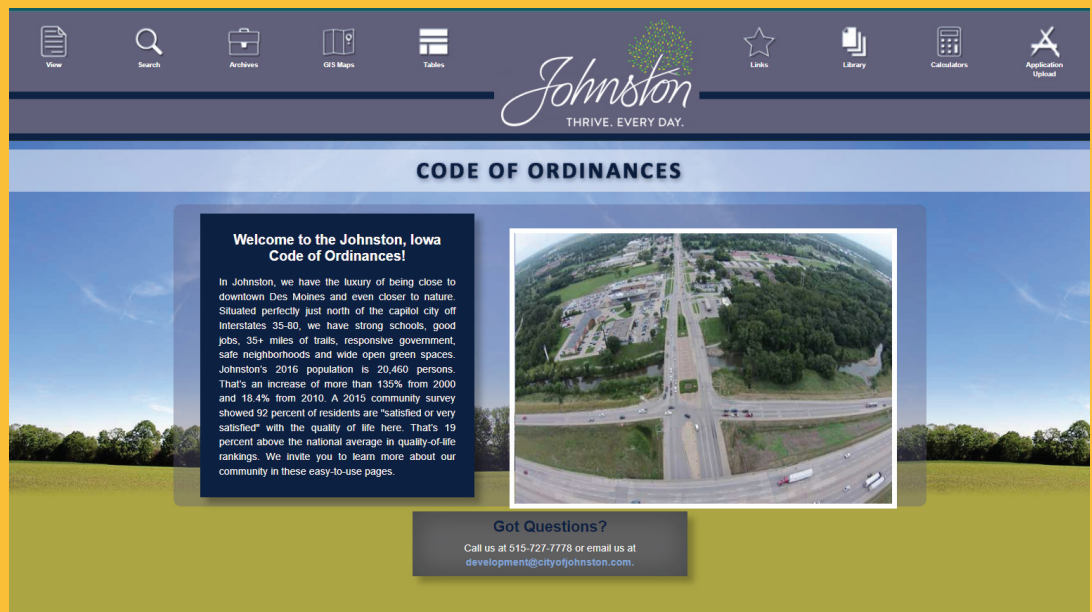 View
Search
Archives
GIS Maps
Tables
Johnston
THRIVE. EVERY DAY.
Links
Library
Calculators
Application
Upload
CODE OF ORDINANCES
Welcome to the Johnston, Iowa
Code of Ordinances!
In Johnston, we have the luxury of being close to
downtown Des Moines and even closer to nature.
Situated perfectly just north of the capitol city off
Interstates 35-80, we have strong schools, good
jobs, 35+ miles of trails, responsive government,
safe neighborhoods and wide open green spaces.
Johnston's 2016 population is 20,460 persons.
That's an increase of more than 135% from 2000
and 18.4% from 2010. A 2015 community survey
showed 92 percent of residents are "satisfied or very
satisfied" with the quality of life here. That's 19
percent above the national average in quality-of-life
rankings. We invite you to learn more about our
community in these easy-to-use pages.
Got Questions?
Call us at 515-727-7778 or email us at
development@cityofjohnston.com.